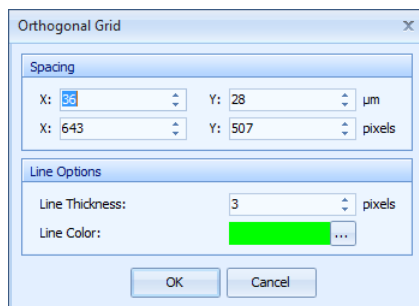 Orthogonal Grid x
Spacing
X: 36 Y: 28 µm
X: 643 Y: 507 pixels
Line Options
Line Thickness: 3 pixels
Line Color: ...
OK Cancel